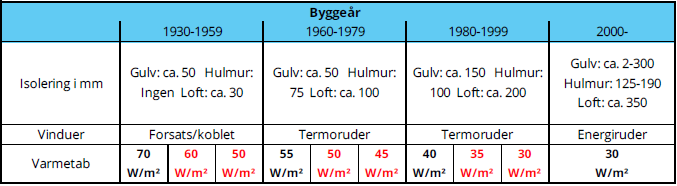 Byggeår
1930-1959 1960-1979 1980-1999 2000-
Isolering i mm
Gulv: ca. 50 Hulmur:
Ingen Loft: ca. 30
Gulv: ca. 50 Hulmur:
75 Loft: ca. 100
Gulv: ca. 150 Hulmur:
100 Loft: ca. 200
Gulv: ca. 2-300
Hulmur: 125-190
Loft: ca. 350
Vinduer Forsats/koblet Termoruder Termoruder Energiruder
Varmetab
70 60 50 55 50 45 40 35 30 30
W/m² W/m² W/m² W/m² W/m² W/m² W/m² W/m² W/m² W/m²